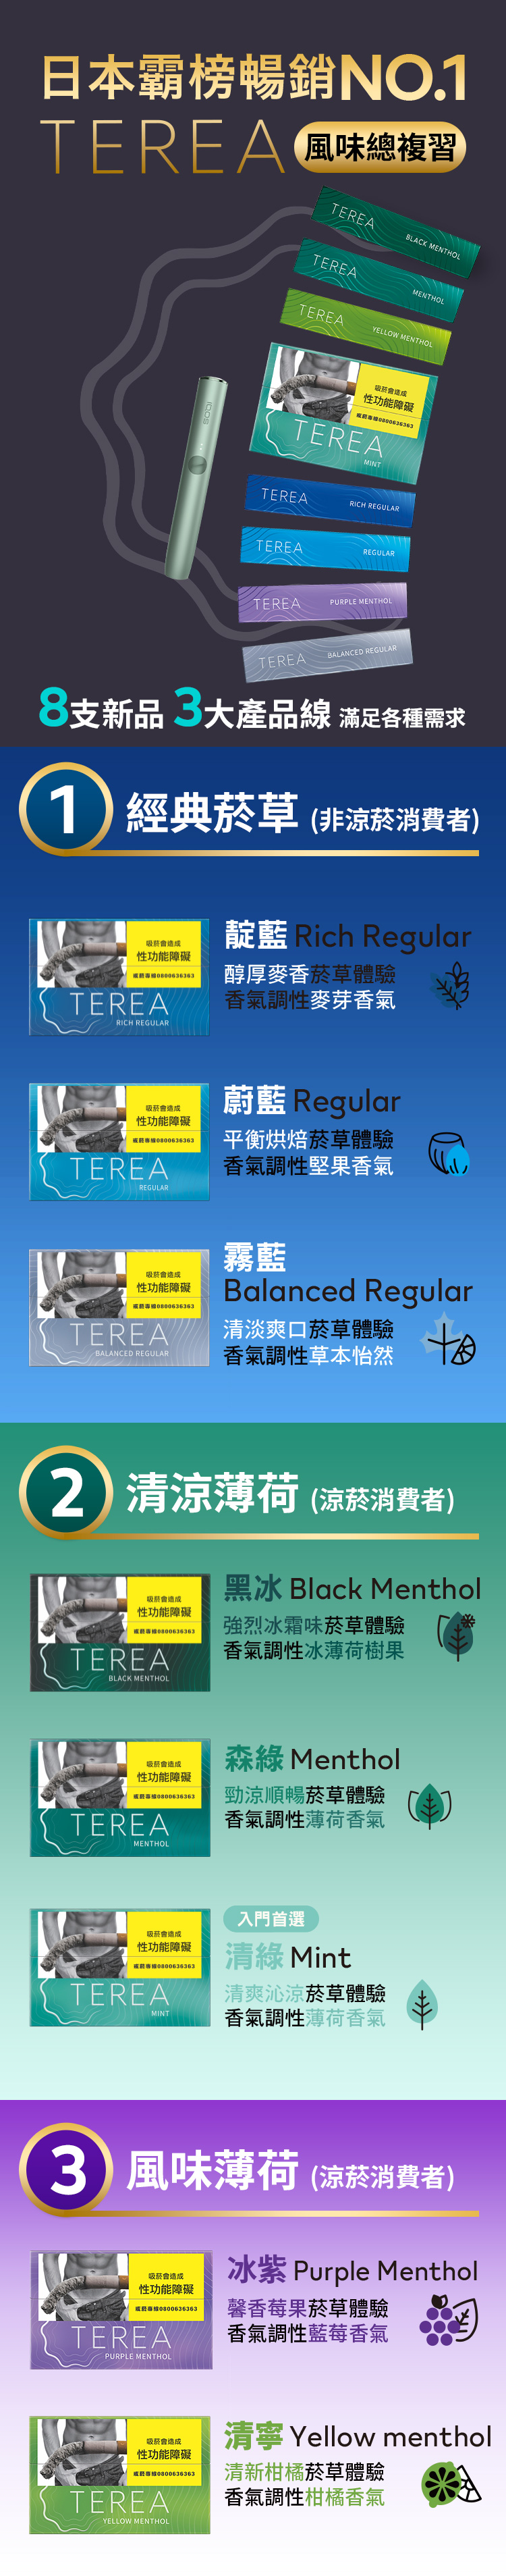 日本霸榜暢銷NO.1
TEREA 風味總複習
TEREA BLACK MENTHOL
TEREA MENTHOL
TEREA YELLOW MENTHOL
吸菸會造成
性功能障礙
戒菸專線0800636363
TEREA
MINT
IQOS
TEREA RICH REGULAR
TEREA REGULAR
TEREA PURPLE MENTHOL
TEREA BALANCED REGULAR
8支新品 3大產品線 滿足各種需求
1 經典菸草 (非涼菸消費者)
吸菸會造成
性功能障礙
戒菸專線0800636363
TEREA
RICH REGULAR
靛藍 Rich Regular
醇厚麥香菸草體驗
香氣調性麥芽香氣
吸菸會造成
性功能障礙
戒菸專線0800636363
TEREA
REGULAR
蔚藍 Regular
平衡烘焙菸草體驗
香氣調性堅果香氣
吸菸會造成
性功能障礙
戒菸專線0800636363
TEREA
BALANCED REGULAR
霧藍
Balanced Regular
清淡爽口菸草體驗
香氣調性草本怡然
2 清涼薄荷 (涼菸消費者)
吸菸會造成
性功能障礙
戒菸專線0800636363
TEREA
BLACK MENTHOL
黑冰 Black Menthol
強烈冰霜味菸草體驗
香氣調性冰薄荷樹果
吸菸會造成
性功能障礙
戒菸專線0800636363
TEREA
MENTHOL
森綠 Menthol
勁涼順暢菸草體驗
香氣調性薄荷香氣
吸菸會造成
性功能障礙
戒菸專線0800636363
TEREA
MINT
入門首選
清綠 Mint
清爽沁涼菸草體驗
香氣調性薄荷香氣
3 風味薄荷 (涼菸消費者)
吸菸會造成
性功能障礙
戒菸專線0800636363
TEREA
PURPLE MENTHOL
冰紫 Purple Menthol
馨香莓果菸草體驗
香氣調性藍莓香氣
吸菸會造成
性功能障礙
戒菸專線0800636363
TEREA
YELLOW MENTHOL
清寧 Yellow menthol
清新柑橘菸草體驗
香氣調性柑橘香氣